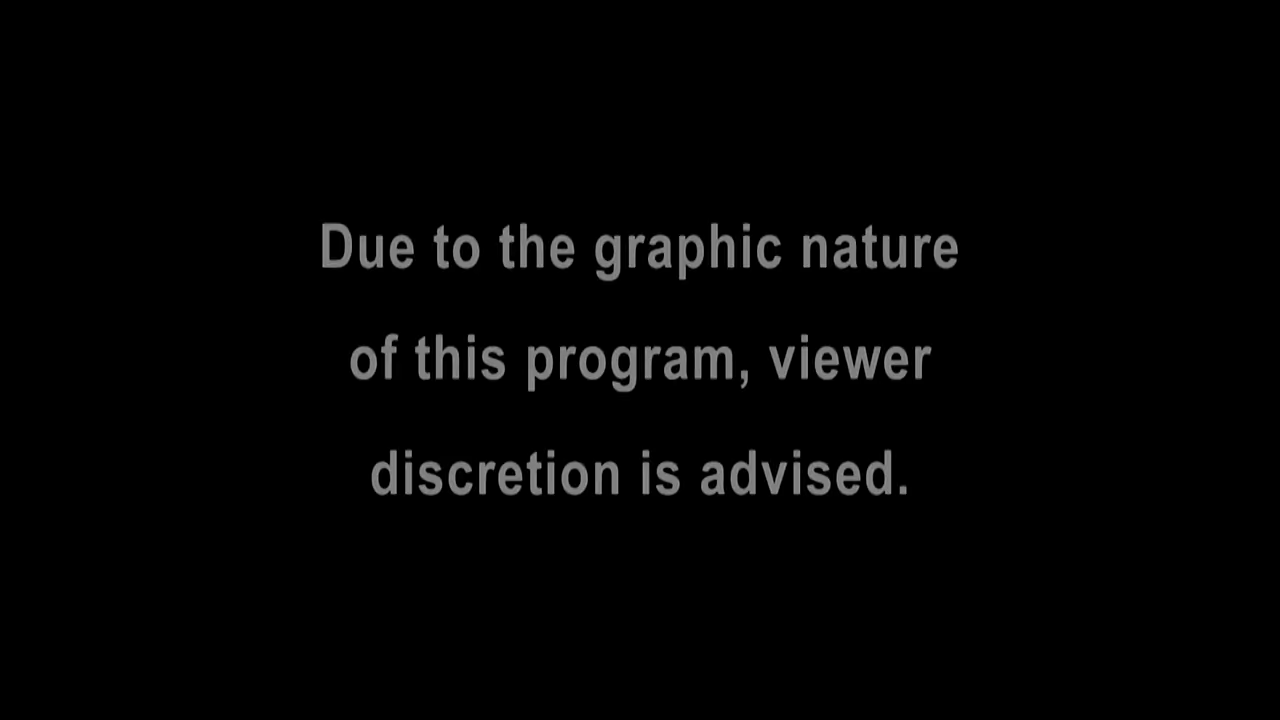 Due to the graphic nature
of this program, viewer
discretion is advised.